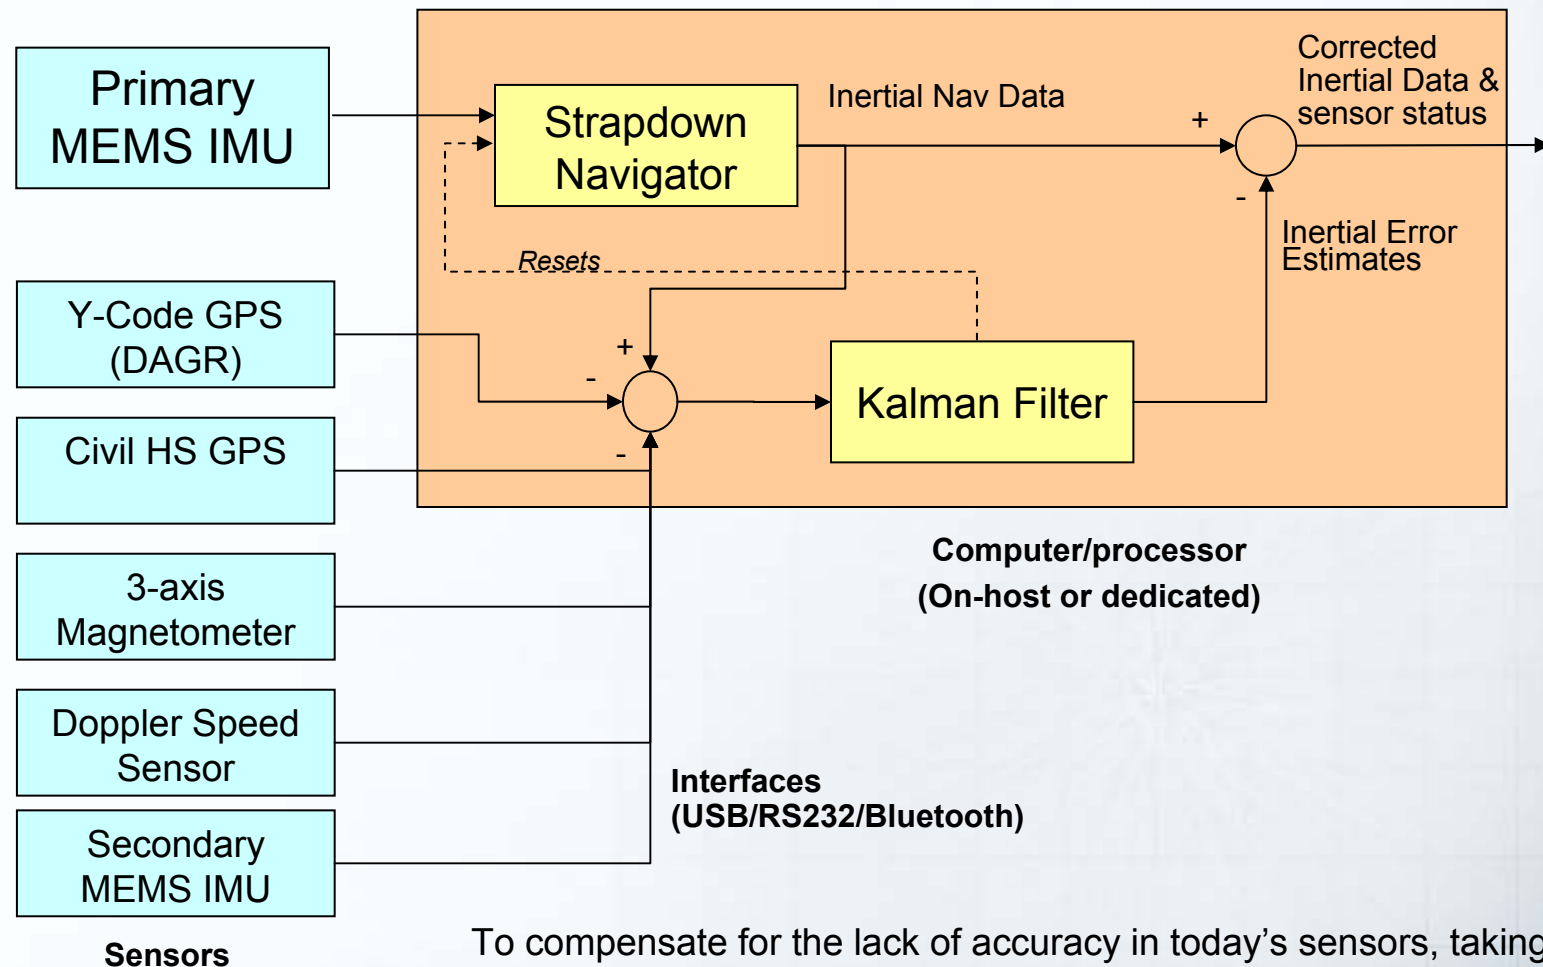 Primary
MEMS IMU
Strapdown
Navigator
Inertial Nav Data
+
-
Corrected
Inertial Data &
sensor status
Resets
Inertial Error
Estimates
Y-Code GPS
(DAGR)
+
-
-
Kalman Filter
Civil HS GPS
3-axis
Magnetometer
Computer/processor
(On-host or dedicated)
Doppler Speed
Sensor
Interfaces
(USB/RS232/Bluetooth)
Secondary
MEMS IMU
Sensors
To compensate for the lack of accuracy in today’s sensors, taking